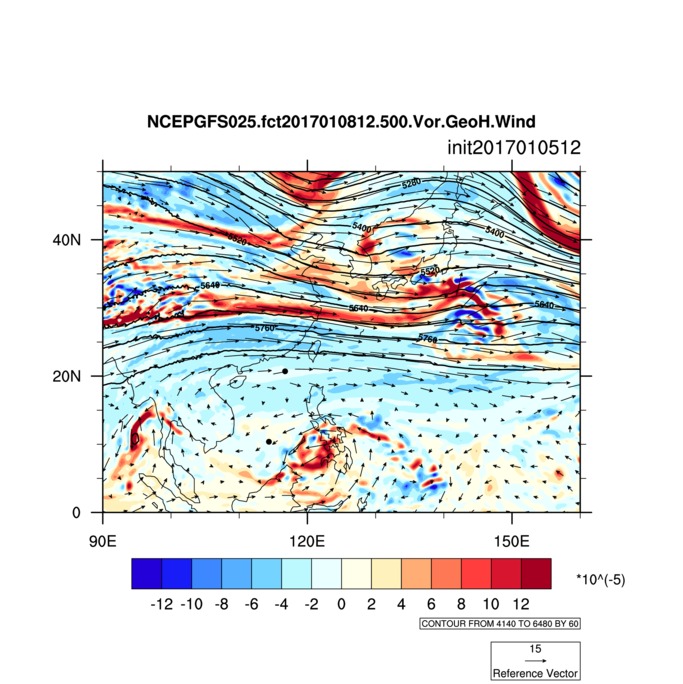 NCEPGFS025.fct2017010812.500.Vor.GeoH.Wind
init2017010512
5280
5400
5400
40N
5520
5520
5640
5640
5640
5760
5760
20N
0
90E 120E 150E
-12 -10 -8 -6 -4 -2 0 2 4 6 8 10 12
*10^(-5)
CONTOUR FROM 4140 TO 6480 BY 60
15
Reference Vector